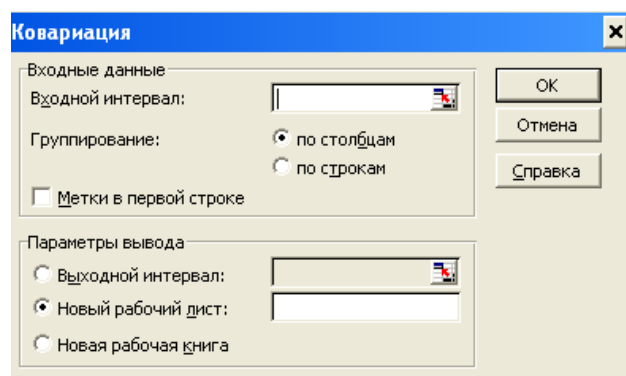 Ковариация
Входные данные
Входной интервал:
Группирование:
по столбцам
по строкам
Метки в первой строке
ОК
Отмена
Справка
Параметры вывода
Выходной интервал:
Новый рабочий лист:
Новая рабочая книга